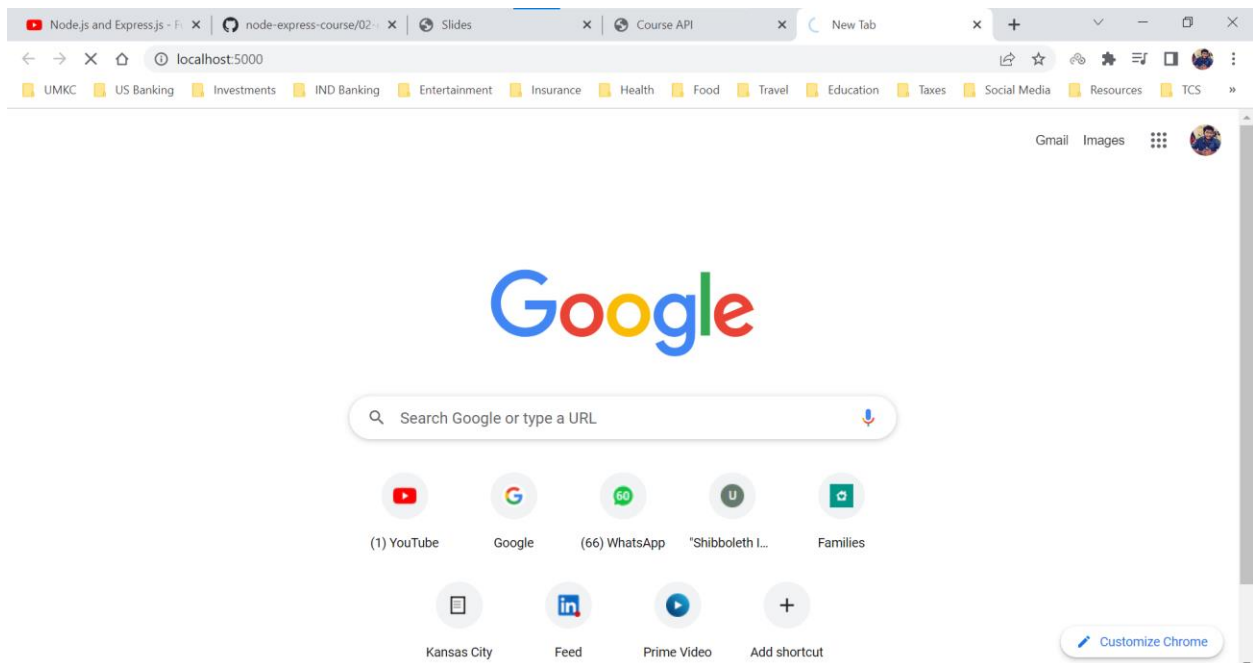 Node.js and Express.js - F node-express-course/02- Slides Course API New Tab
localhost:5000
UMKC US Banking Investments IND Banking Entertainment Insurance Health Food Travel Education Taxes Social Media Resources TCS »
Gmail Images
Google
Search Google or type a URL
60 U
(1) YouTube Google (66) WhatsApp "Shibboleth I... Families
in
Kansas City Feed Prime Video Add shortcut
Customize Chrome